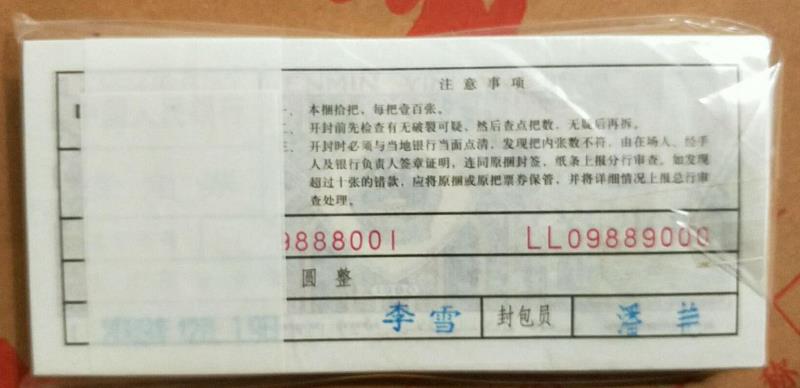 注意事项
一、本捆拾把，每把壹百张。
二、开封前先检查有无破裂可疑，然后查点把数，无疑后再拆。
三、开封时必须与当地银行当面点清，发现把内张数不符，由在场人、经手
人及银行负责人签章证明，连同原捆封签，纸条上报分行审查。如发现
超过十张的错款，应将原捆或原把票券保管，并将详细情况上报总行审
查处理。
9888001 LL09889000
圆整
李雪 封包员 潘兰